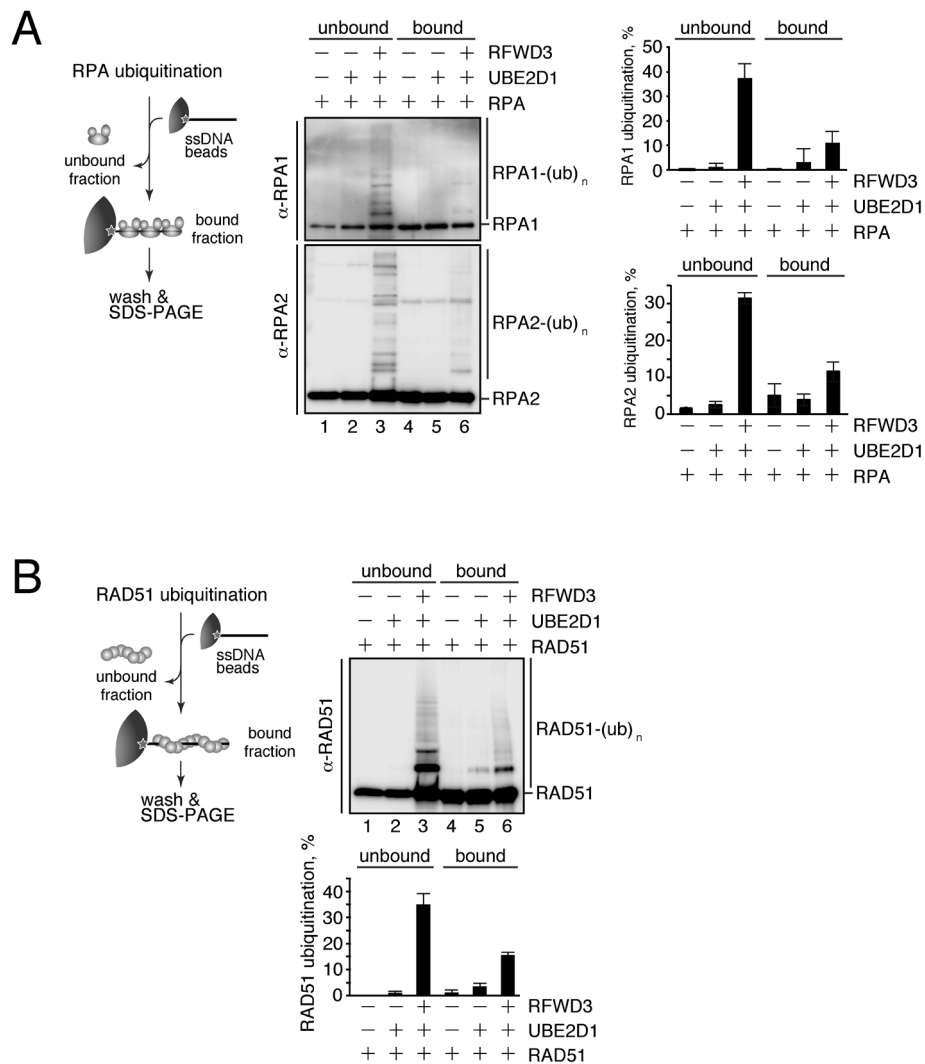 A
RPA ubiquitination
ssDNA
beads
unbound
fraction
bound
fraction
wash &
SDS-PAGE
unbound bound
– – + – – + RFWD3
– + + – + + UBE2D1
+ + + + + + RPA
α-RPA1
RPA1-(ub)n
RPA1
α-RPA2
RPA2-(ub)n
RPA2
1 2 3 4 5 6
unbound bound
RPA1 ubiquitination, %
50
40
30
20
10
0
– – + – – + RFWD3
– + + – + + UBE2D1
+ + + + + + RPA
unbound bound
RPA2 ubiquitination, %
30
20
10
0
– – + – – + RFWD3
– + + – + + UBE2D1
+ + + + + + RPA
B
RAD51 ubiquitination
ssDNA
beads
unbound
fraction
bound
fraction
wash &
SDS-PAGE
unbound bound
– – + – – + RFWD3
– + + – + + UBE2D1
+ + + + + + RAD51
α-RAD51
RAD51-(ub)n
RAD51
1 2 3 4 5 6
unbound bound
RAD51 ubiquitination, %
40
30
20
10
0
– – + – – + RFWD3
– + + – + + UBE2D1
+ + + + + + RAD51